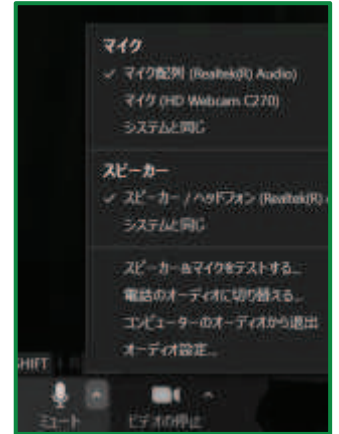 マイク
✓ マイク配列 (Realtek(R) Audio)
マイク (HD Webcam C270)
システムと同じ
スピーカー
✓ スピーカー / ヘッドフォン (Realtek(R)
システムと同じ
スピーカー&マイクをテストする...
電話のオーディオに切り替える...
コンピューターのオーディオから退出
オーディオ設定...
SHIFT
ミュート
ビデオの停止